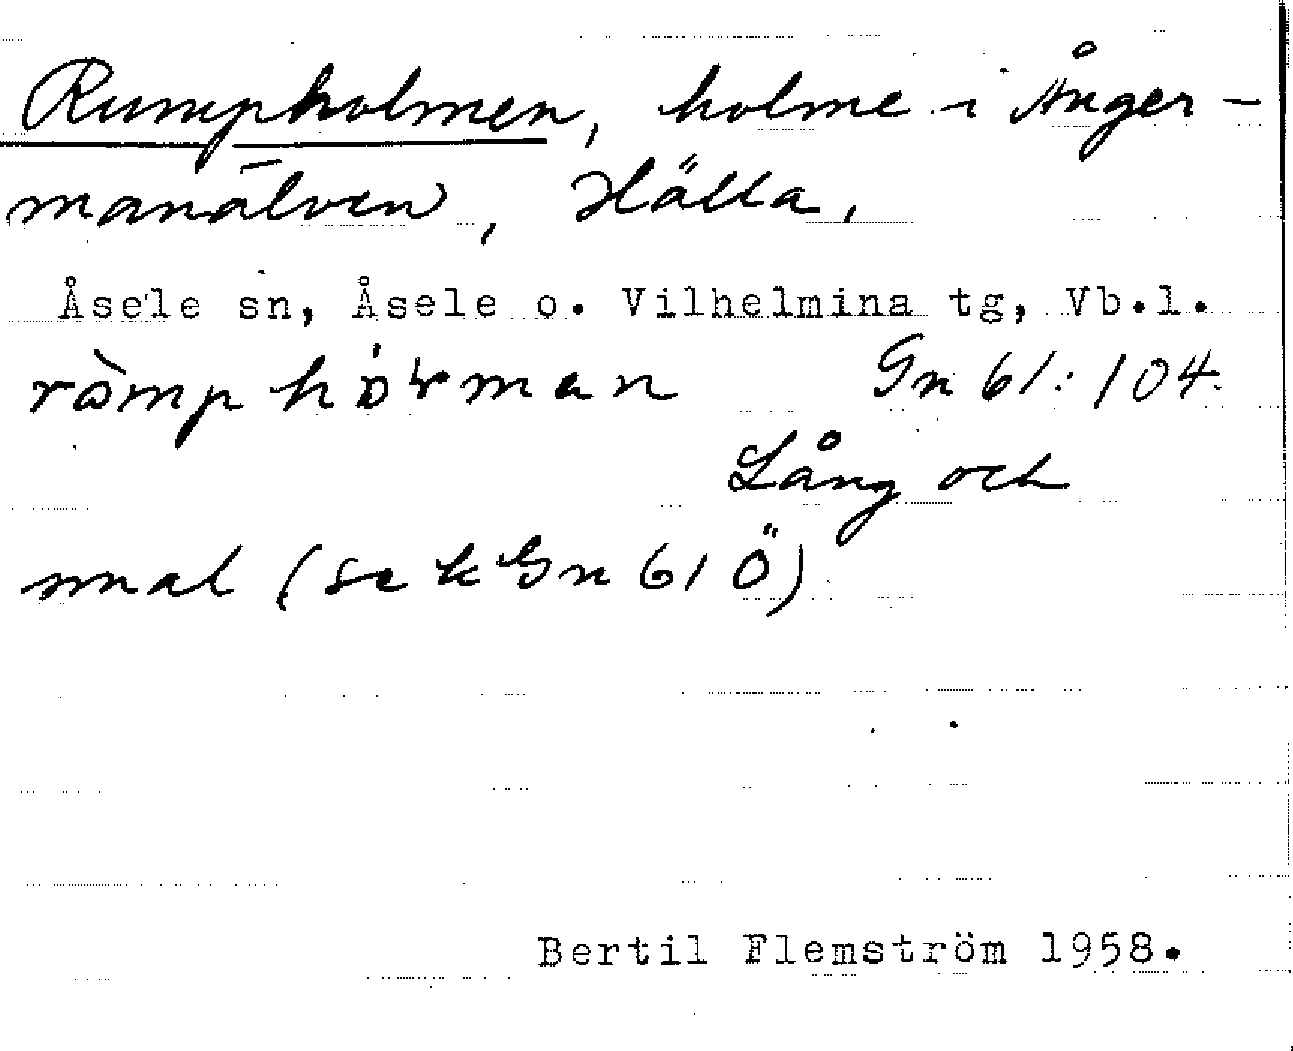 Rumpholmen, holme i Ånger-
manälven, Hälla.
Åsele sn, Åsele o. Vilhelmina tg, Vb.l.
Gn 61:104.
Lång och
smal (se k Gn 61 Ö)
Bertil Flemström 1958.